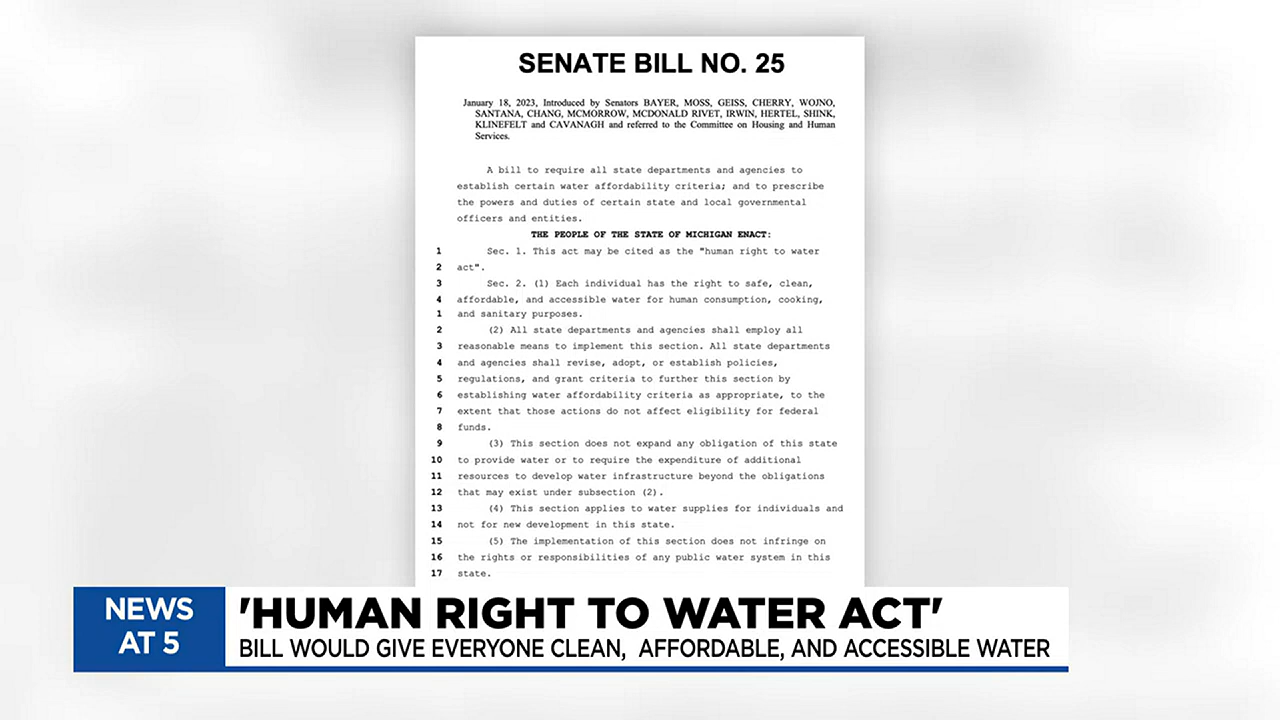 SENATE BILL NO. 25
January 18, 2023, Introduced by Senators BAYER, MOSS, GEISS, CHERRY, WOJNO,
SANTANA, CHANG, MCMORROW, MCDONALD RIVET, IRWIN, HERTEL, SHINK,
KLINEFELT and CAVANAGH and referred to the Committee on Housing and Human
Services.
A bill to require all state departments and agencies to
establish certain water affordability criteria; and to prescribe
the powers and duties of certain state and local governmental
officers and entities.
THE PEOPLE OF THE STATE OF MICHIGAN ENACT:
1 Sec. 1. This act may be cited as the "human right to water
2 act".
3 Sec. 2. (1) Each individual has the right to safe, clean,
4 affordable, and accessible water for human consumption, cooking,
1 and sanitary purposes.
2 (2) All state departments and agencies shall employ all
3 reasonable means to implement this section. All state departments
4 and agencies shall revise, adopt, or establish policies,
5 regulations, and grant criteria to further this section by
6 establishing water affordability criteria as appropriate, to the
7 extent that those actions do not affect eligibility for federal
8 funds.
9 (3) This section does not expand any obligation of this state
10 to provide water or to require the expenditure of additional
11 resources to develop water infrastructure beyond the obligations
12 that may exist under subsection (2).
13 (4) This section applies to water supplies for individuals and
14 not for new development in this state.
15 (5) The implementation of this section does not infringe on
16 the rights or responsibilities of any public water system in this
17 state.
NEWS
AT 5
'HUMAN RIGHT TO WATER ACT'
BILL WOULD GIVE EVERYONE CLEAN,  AFFORDABLE, AND ACCESSIBLE WATER